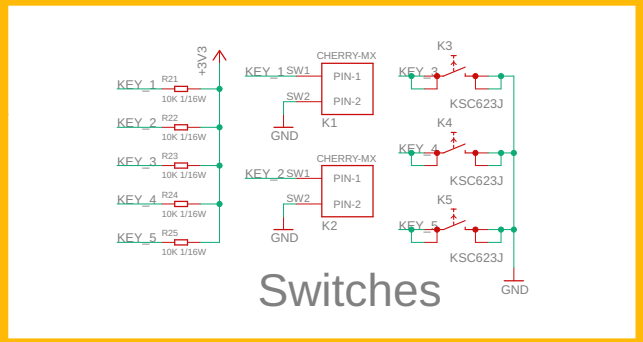 +3V3
KEY_1
R21
10K 1/16W
KEY_2
R22
10K 1/16W
KEY_3
R23
10K 1/16W
KEY_4
R24
10K 1/16W
KEY_5
R25
10K 1/16W
CHERRY-MX
KEY_1
SW1
PIN-1
SW2
PIN-2
GND
K1
CHERRY-MX
KEY_2
SW1
PIN-1
SW2
PIN-2
GND
K2
K3
KEY_3
KSC623J
K4
KEY_4
KSC623J
K5
KEY_5
KSC623J
GND
Switches